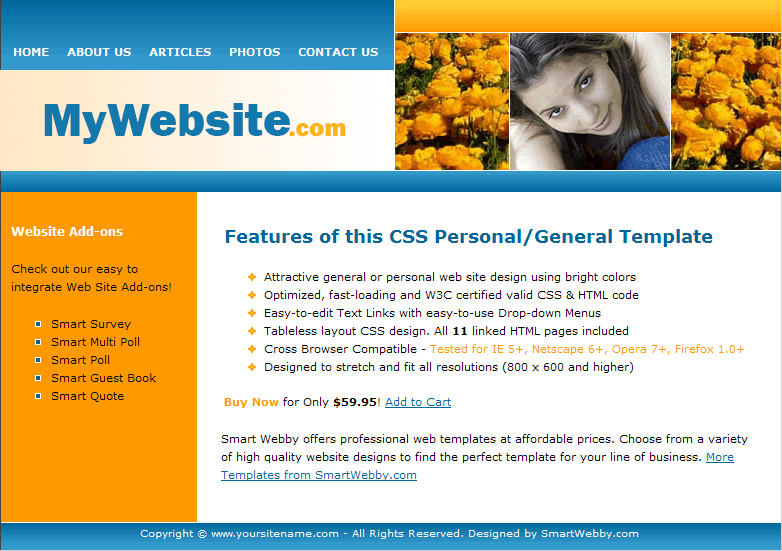 HOME ABOUT US ARTICLES PHOTOS CONTACT US
MyWebsite.com
Website Add-ons
Check out our easy to
integrate Web Site Add-ons!
Smart Survey
Smart Multi Poll
Smart Poll
Smart Guest Book
Smart Quote
Features of this CSS Personal/General Template
Attractive general or personal web site design using bright colors
Optimized, fast-loading and W3C certified valid CSS & HTML code
Easy-to-edit Text Links with easy-to-use Drop-down Menus
Tableless layout CSS design. All 11 linked HTML pages included
Cross Browser Compatible - Tested for IE 5+, Netscape 6+, Opera 7+, Firefox 1.0+
Designed to stretch and fit all resolutions (800 x 600 and higher)
Buy Now for Only $59.95! Add to Cart
Smart Webby offers professional web templates at affordable prices. Choose from a variety
of high quality website designs to find the perfect template for your line of business. More
Templates from SmartWebby.com
Copyright © www.yoursitename.com - All Rights Reserved. Designed by SmartWebby.com